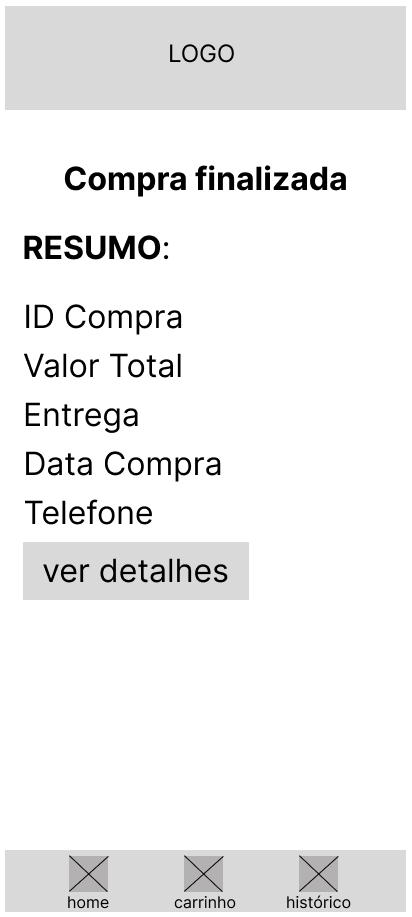 LOGO
Compra finalizada
RESUMO:
ID Compra
Valor Total
Entrega
Data Compra
Telefone
ver detalhes
home carrinho histórico